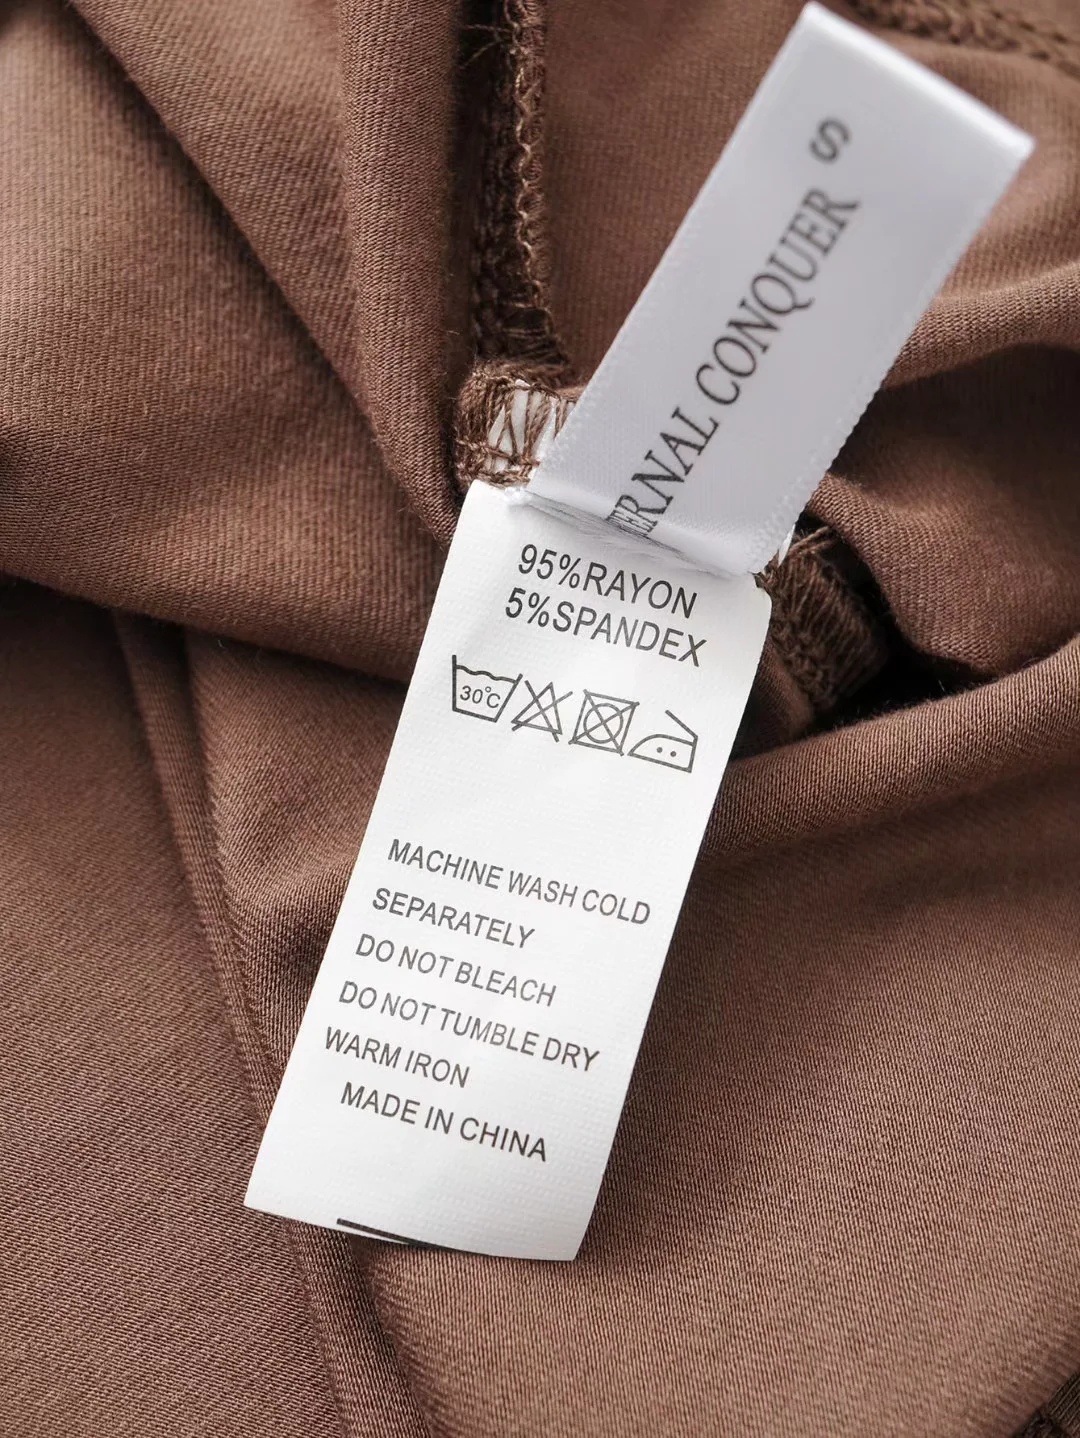 S
ERNAL CONQUER
95%RAYON
5%SPANDEX
30℃
MACHINE WASH COLD
SEPARATELY
DO NOT BLEACH
DO NOT TUMBLE DRY
WARM IRON
MADE IN CHINA